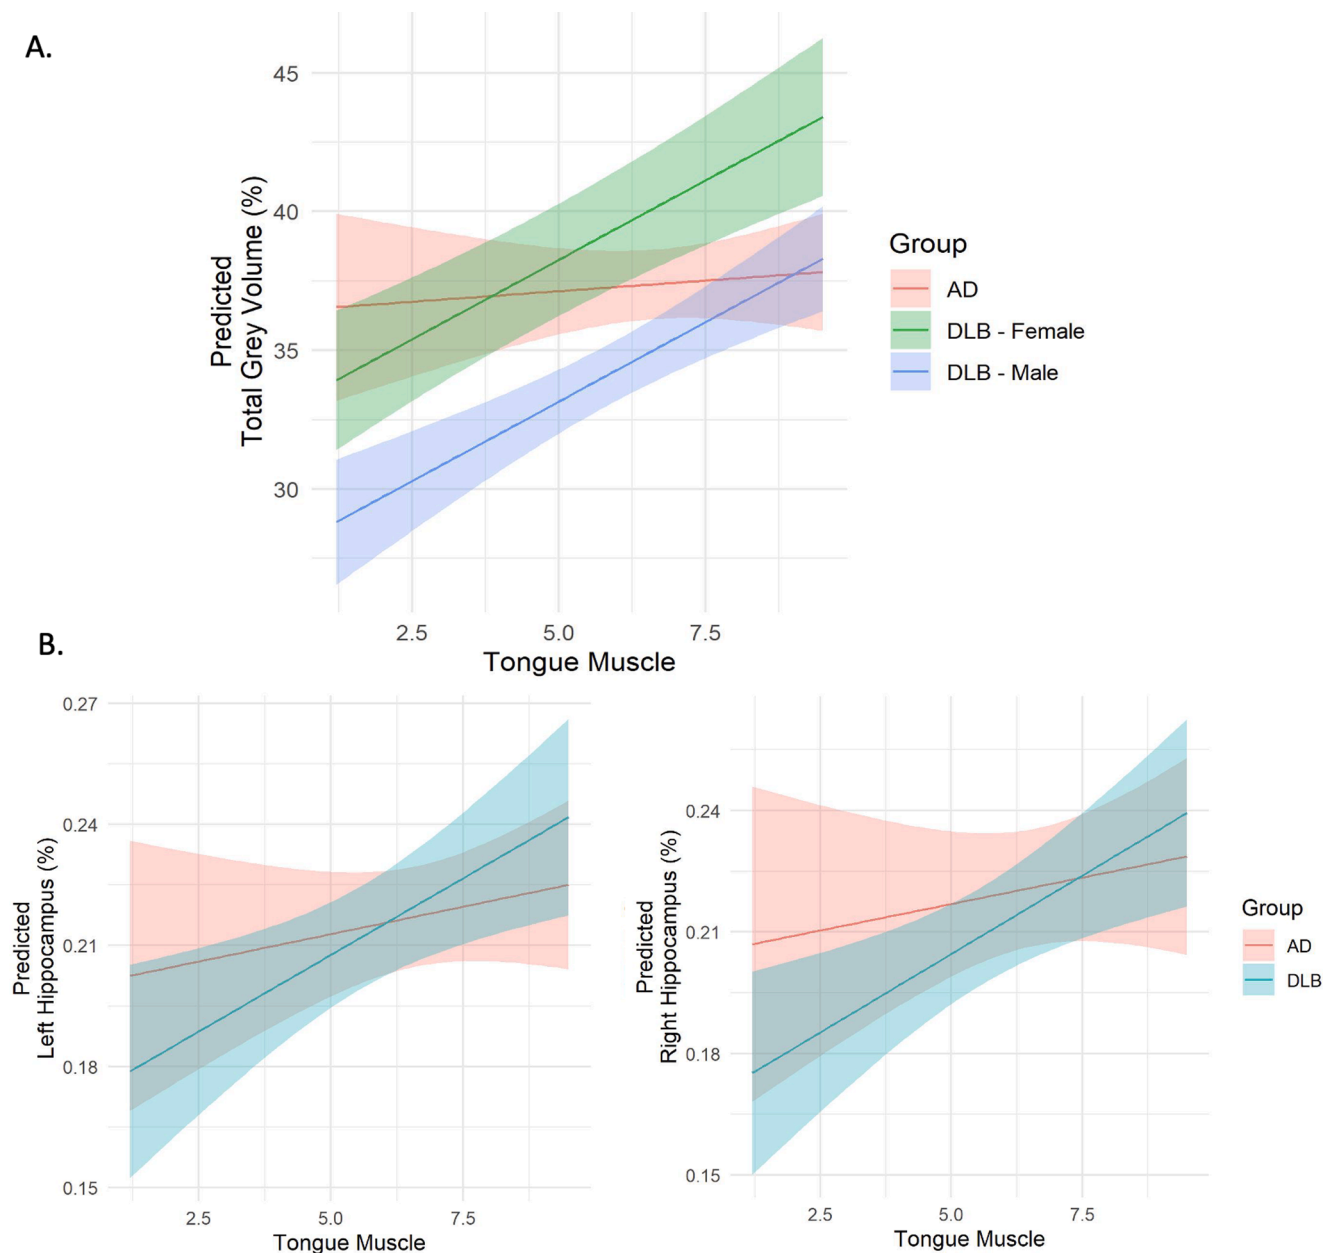 A.
Predicted
Total Grey Volume (%)
45
40
35
30
2.5 5.0 7.5
Tongue Muscle
Group
AD
DLB - Female
DLB - Male
B.
Predicted
Left Hippocampus (%)
0.27
0.24
0.21
0.18
0.15
2.5 5.0 7.5
Tongue Muscle
Predicted
Right Hippocampus (%)
0.24
0.21
0.18
0.15
2.5 5.0 7.5
Tongue Muscle
Group
AD
DLB